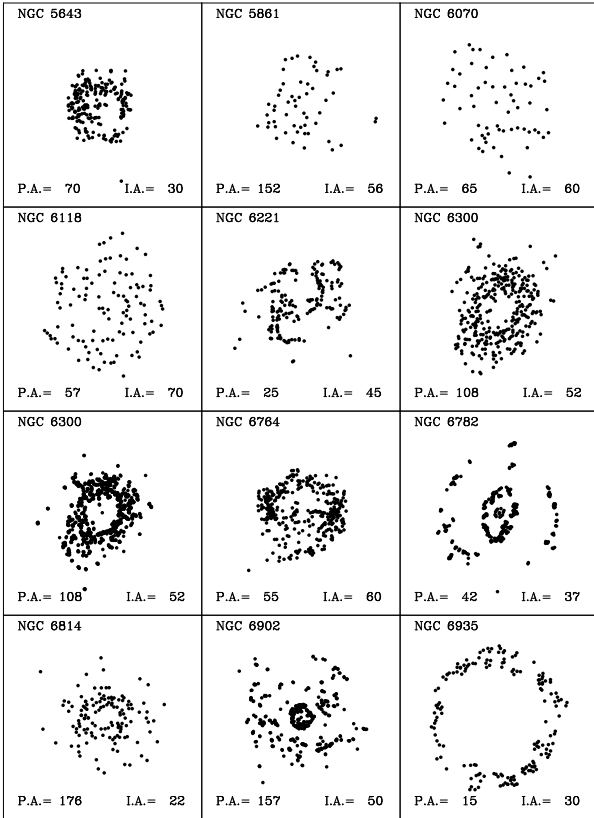 NGC 5643
P.A.= 70 I.A.= 30
NGC 5861
P.A.= 152 I.A.= 56
NGC 6070
P.A.= 65 I.A.= 60
NGC 6118
P.A.= 57 I.A.= 70
NGC 6221
P.A.= 25 I.A.= 45
NGC 6300
P.A.= 108 I.A.= 52
NGC 6300
P.A.= 108 I.A.= 52
NGC 6764
P.A.= 55 I.A.= 60
NGC 6782
P.A.= 42 I.A.= 37
NGC 6814
P.A.= 176 I.A.= 22
NGC 6902
P.A.= 157 I.A.= 50
NGC 6935
P.A.= 15 I.A.= 30